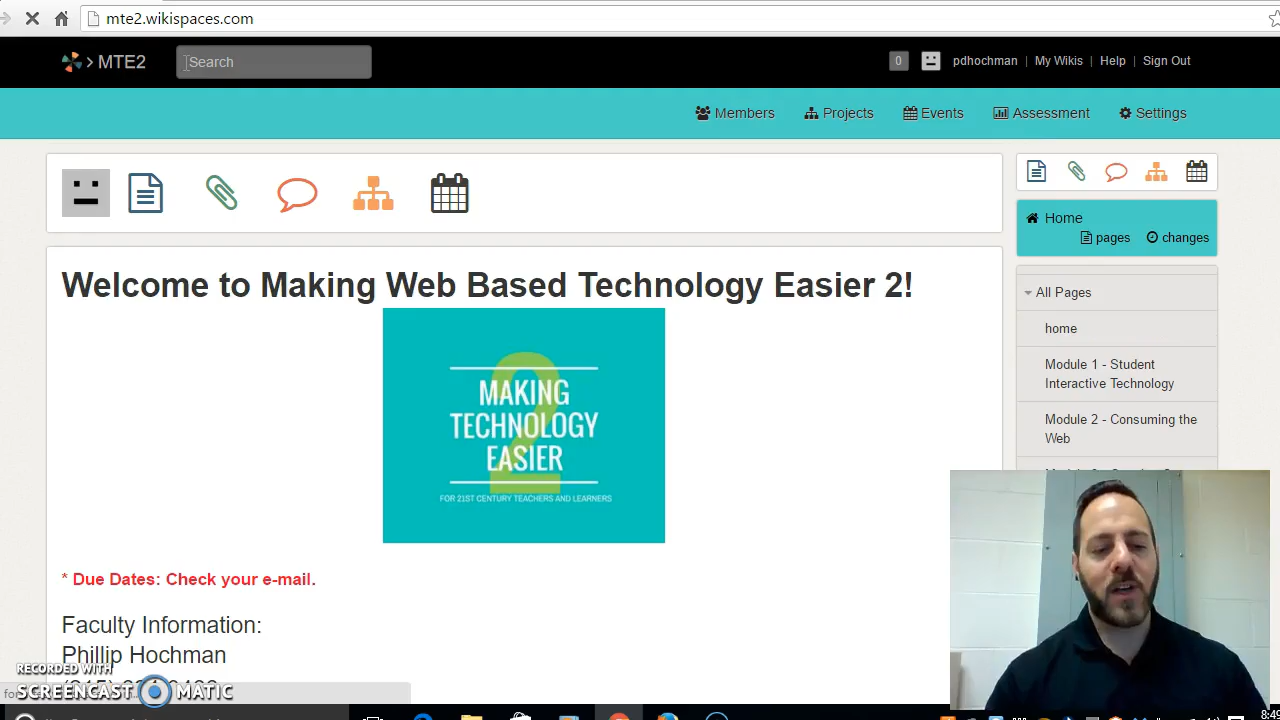 mte2.wikispaces.com
MTE2
Search
0
pdhochman | My Wikis | Help | Sign Out
Members
Projects
Events
Assessment
Settings
Home
pages
changes
Welcome to Making Web Based Technology Easier 2!
All Pages
home
Module 1 - Student
Interactive Technology
Module 2 - Consuming the
Web
2
MAKING
TECHNOLOGY
EASIER
FOR 21ST CENTURY TEACHERS AND LEARNERS
* Due Dates: Check your e-mail.
Faculty Information:
Phillip Hochman
RECORDED WITH
SCREENCAST MATIC
8:49